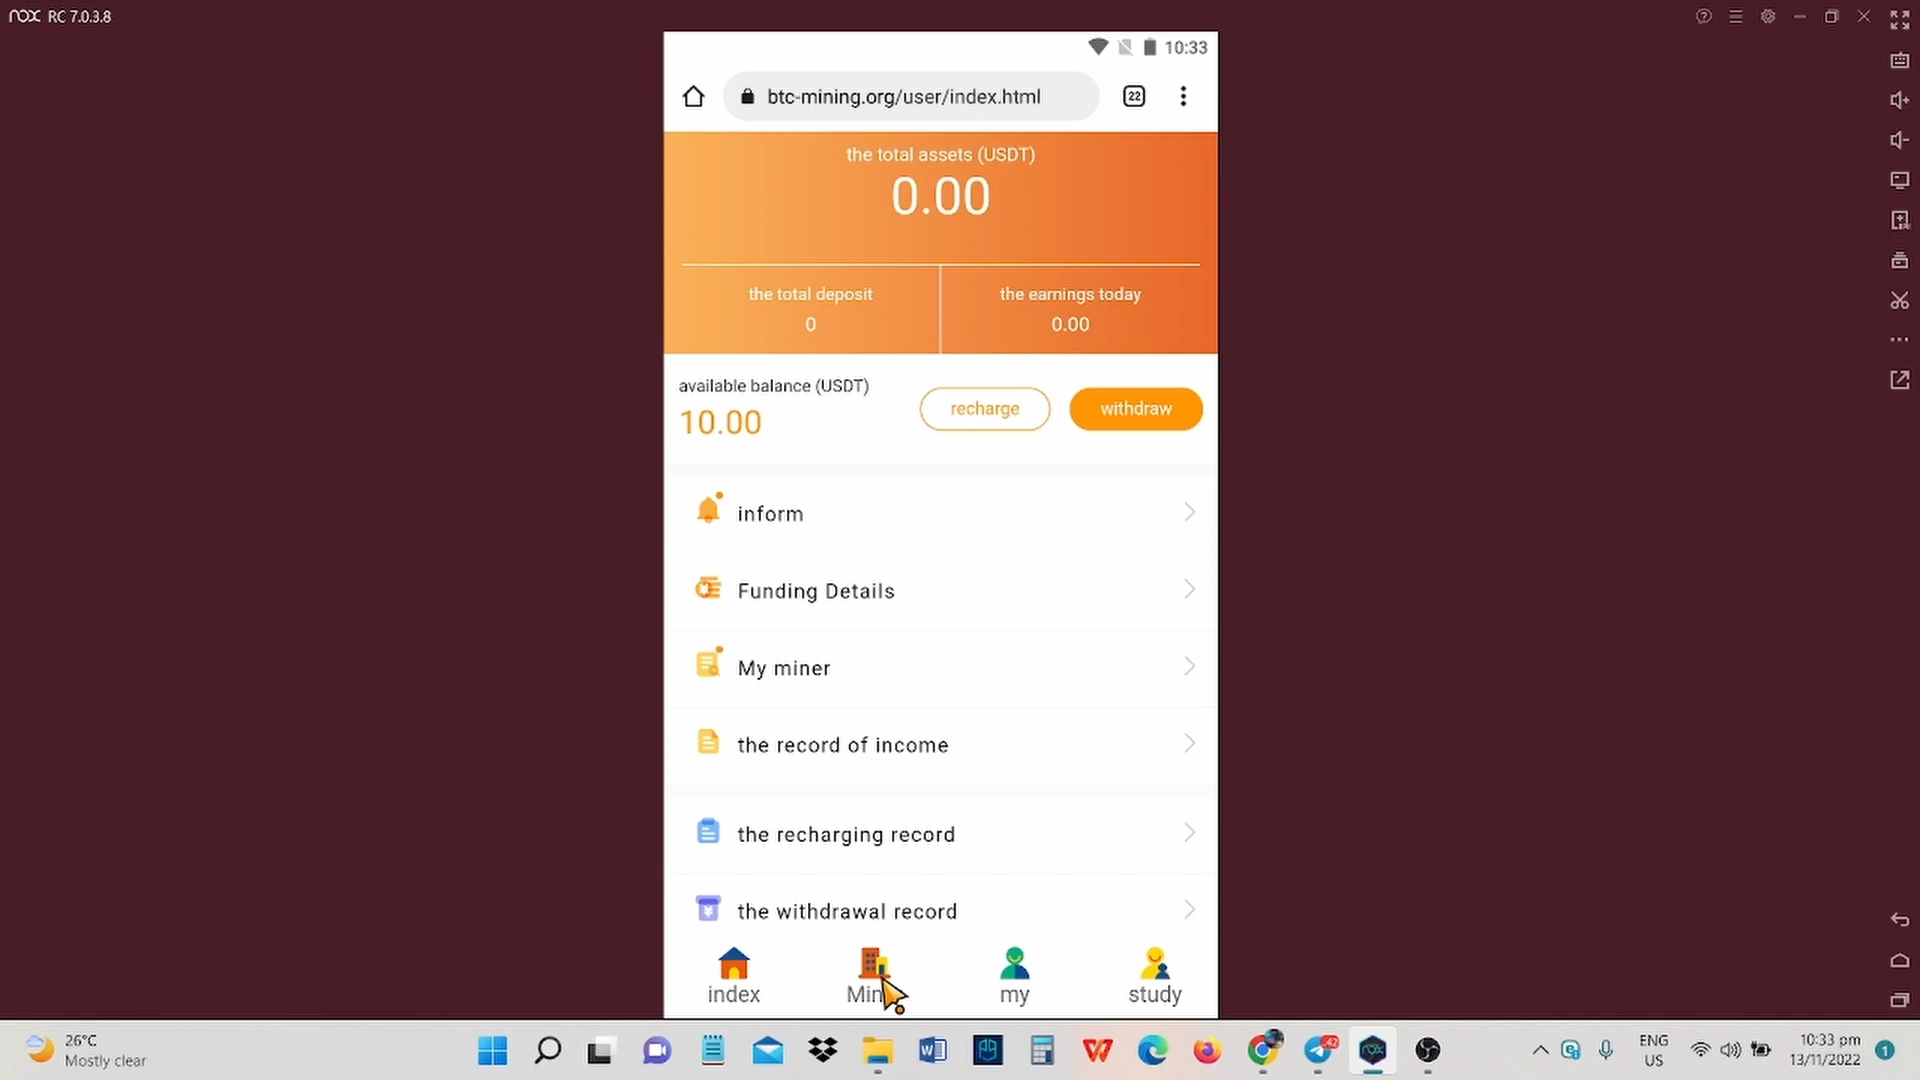 nox RC 7.0.3.8
10:33
btc-mining.org/user/index.html
22
the total assets (USDT)
0.00
the total deposit
0
the earnings today
0.00
available balance (USDT)
10.00
recharge
withdraw
inform
Funding Details
My miner
the record of income
the recharging record
the withdrawal record
index
my
study
26°C
Mostly clear
42
nox
ENG
US
10:33 pm
13/11/2022
1